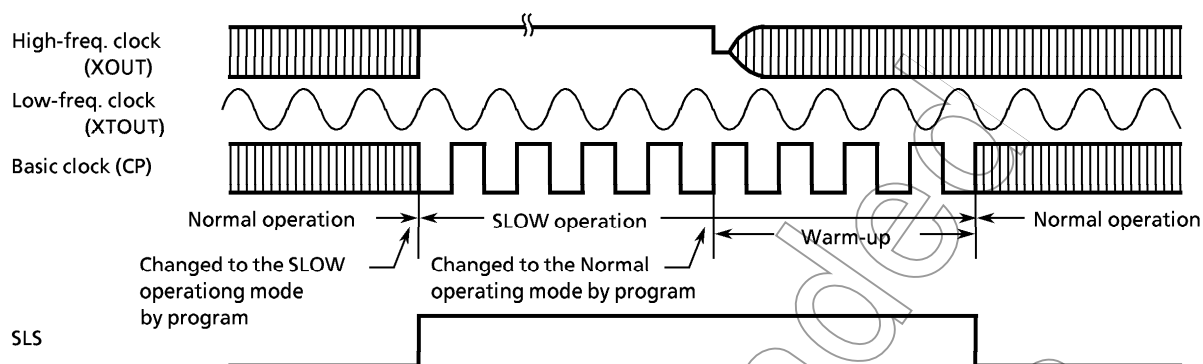 High-freq. clock
(XOUT)
Low-freq. clock
(XTOUT)
Basic clock (CP)
Normal operation
SLOW operation
Normal operation
Warm-up
Changed to the SLOW
operationg mode
by program
Changed to the Normal
operating mode by program
SLS